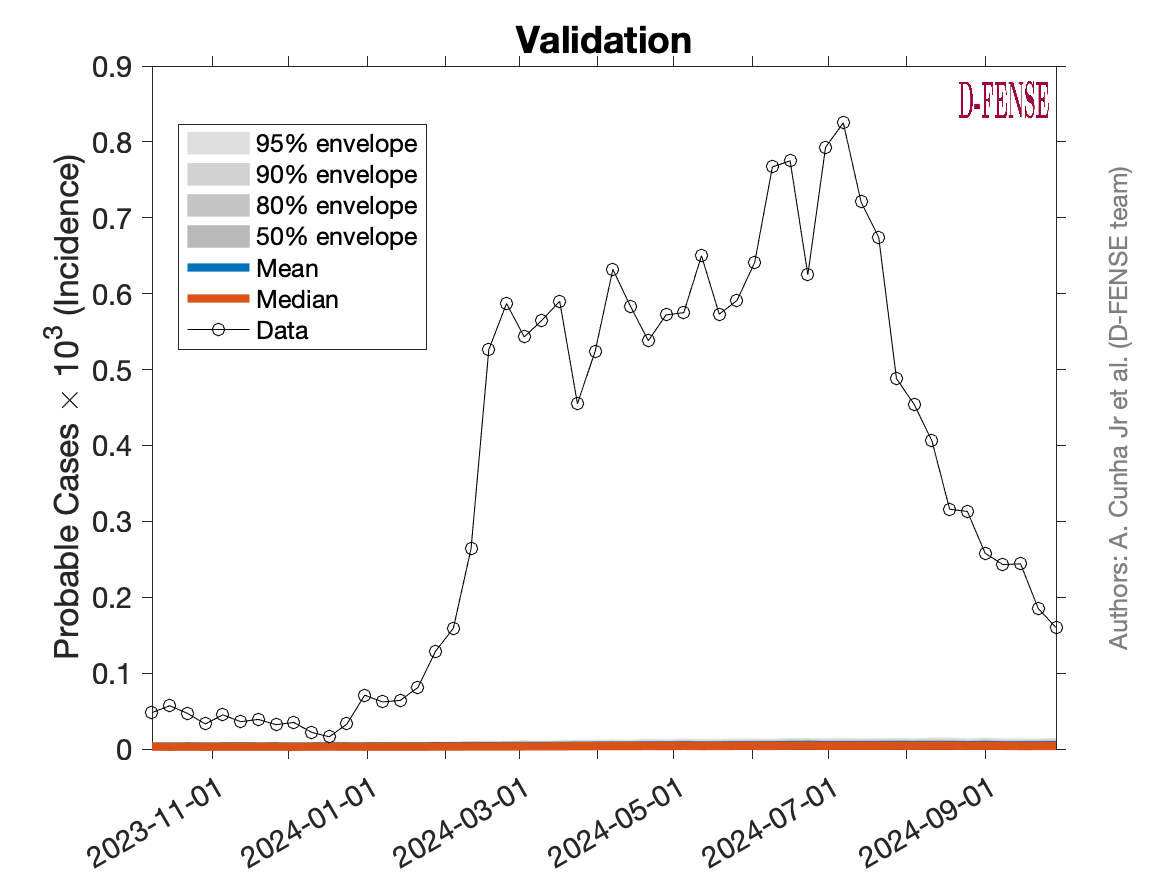 Validation
D-FENSE
95% envelope
90% envelope
80% envelope
50% envelope
Mean
Median
Data
0.9
0.8
0.7
0.6
0.5
0.4
0.3
0.2
0.1
0
Probable Cases × 10³ (Incidence)
2023-11-01
2024-01-01
2024-03-01
2024-05-01
2024-07-01
2024-09-01
Authors: A. Cunha Jr et al. (D-FENSE team)